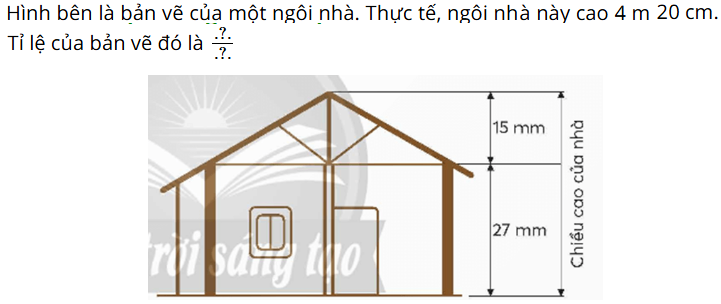 Hình bên là bản vẽ của một ngôi nhà. Thực tế, ngôi nhà này cao 4 m 20 cm.
Tỉ lệ của bản vẽ đó là .?./.?.
15 mm
27 mm
Chiều cao của nhà
trời sáng tạo